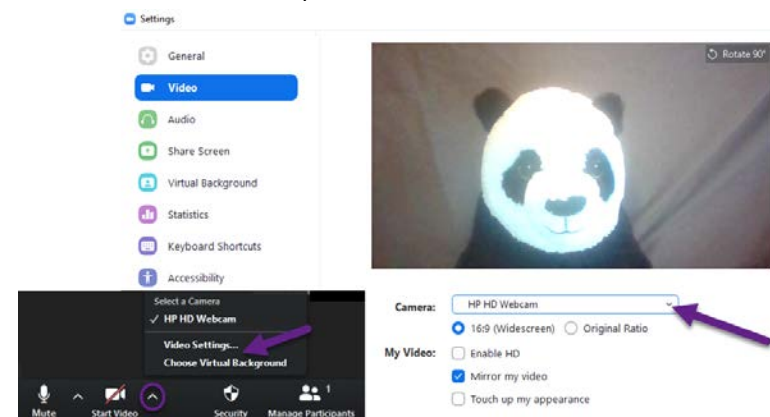 Settings
General
Video
Audio
Share Screen
Virtual Background
Statistics
Keyboard Shortcuts
Accessibility
Rotate 90°
Camera: HP HD Webcam
16:9 (Widescreen) Original Ratio
My Video: Enable HD
Mirror my video
Touch up my appearance
Select a Camera
✓ HP HD Webcam
Video Settings...
Choose Virtual Background
Mute Start Video Security Manage Participants
1